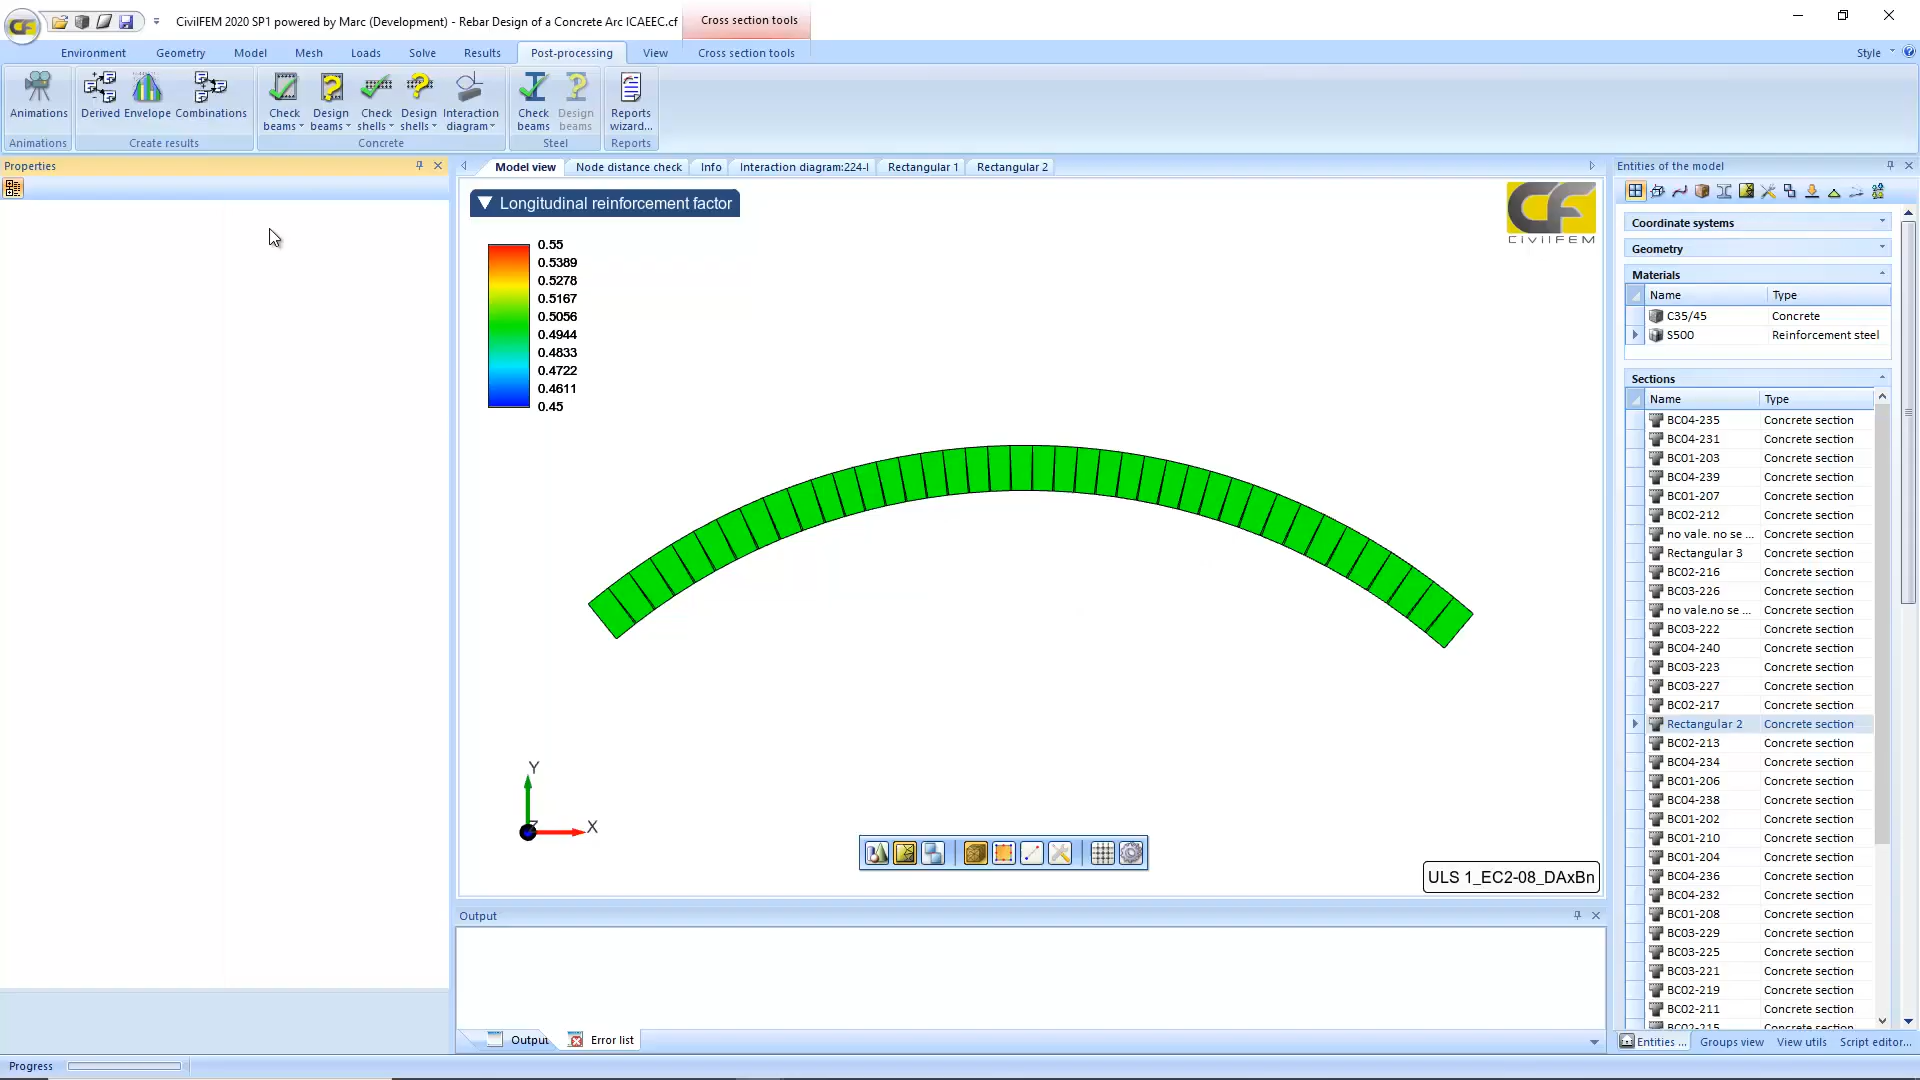 CivilFEM 2020 SP1 powered by Marc (Development) - Rebar Design of a Concrete Arc ICAEEC.cf
Cross section tools
Environment Geometry Model Mesh Loads Solve Results Post-processing View Cross section tools
Style
Animations Derived Envelope Combinations
Check beams Design beams Check shells Design shells Interaction diagram
Check beams Design beams Reports wizard...
Animations Create results Concrete Steel Reports
Properties
Model view Node distance check Info Interaction diagram:224-I Rectangular 1 Rectangular 2
Entities of the model
Longitudinal reinforcement factor
CF
CIVILFEM
0.55
0.5389
0.5278
0.5167
0.5056
0.4944
0.4833
0.4722
0.4611
0.45
Y
Z
X
ULS 1_EC2-08_DAxBn
Coordinate systems
Geometry
Materials
Name Type
C35/45 Concrete
S500 Reinforcement steel
Sections
Name Type
BC04-235 Concrete section
BC04-231 Concrete section
BC01-203 Concrete section
BC04-239 Concrete section
BC01-207 Concrete section
BC02-212 Concrete section
no vale. no se ... Concrete section
Rectangular 3 Concrete section
BC02-216 Concrete section
BC03-226 Concrete section
no vale.no se ... Concrete section
BC03-222 Concrete section
BC04-240 Concrete section
BC03-223 Concrete section
BC03-227 Concrete section
BC02-217 Concrete section
Rectangular 2 Concrete section
BC02-213 Concrete section
BC04-234 Concrete section
BC01-206 Concrete section
BC04-238 Concrete section
BC01-202 Concrete section
BC01-210 Concrete section
BC01-204 Concrete section
BC04-236 Concrete section
BC04-232 Concrete section
BC01-208 Concrete section
BC03-229 Concrete section
BC03-225 Concrete section
BC03-221 Concrete section
BC02-219 Concrete section
BC02-211 Concrete section
BC02-215 Concrete section
Output
Output Error list
Entities ... Groups view View utils Script editor...
Progress